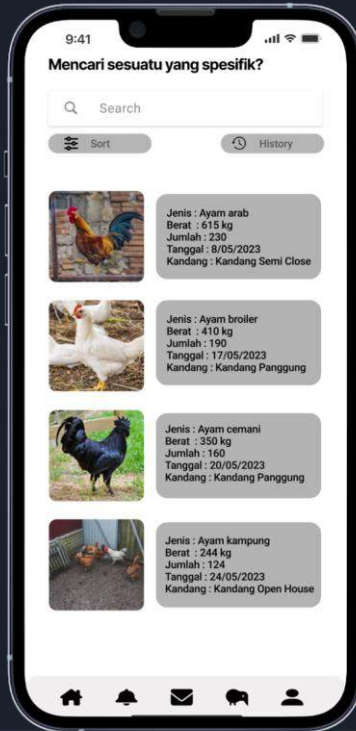 9:41
Mencari sesuatu yang spesifik?
Search
Sort
History
Jenis : Ayam arab
Berat : 615 kg
Jumlah : 230
Tanggal : 8/05/2023
Kandang : Kandang Semi Close
Jenis : Ayam broiler
Berat : 410 kg
Jumlah : 190
Tanggal : 17/05/2023
Kandang : Kandang Panggung
Jenis : Ayam cemani
Berat : 350 kg
Jumlah : 160
Tanggal : 20/05/2023
Kandang : Kandang Panggung
Jenis : Ayam kampung
Berat : 244 kg
Jumlah : 124
Tanggal : 24/05/2023
Kandang : Kandang Open House